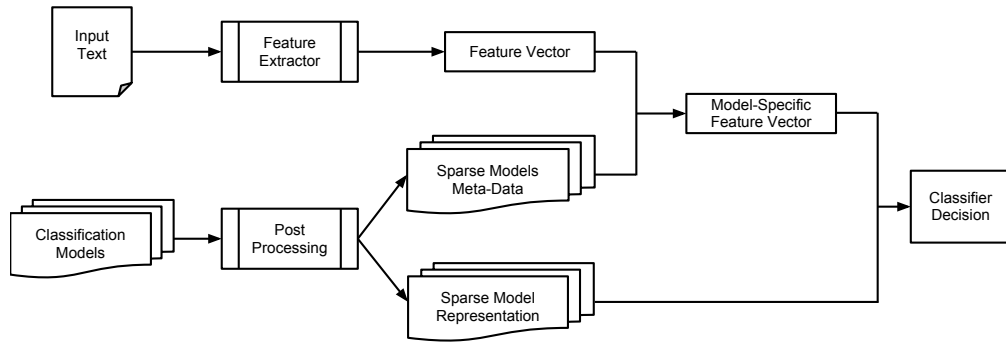 Input
Text
Feature
Extractor
Feature Vector
Model-Specific
Feature Vector
Sparse Models
Meta-Data
Classifier
Decision
Classification
Models
Post
Processing
Sparse Model
Representation